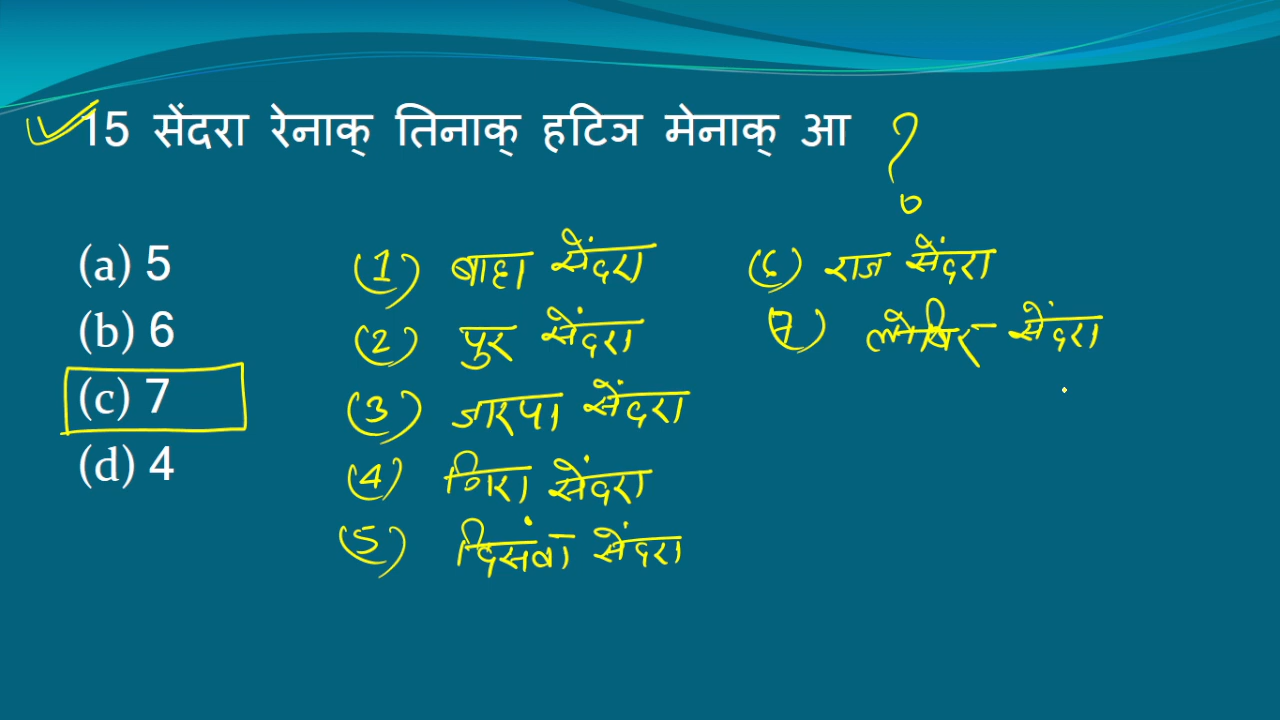 15 सेंदरा रेनाक् तिनाक् हटिञ मेनाक् आ ?
(a) 5
(b) 6
(c) 7
(d) 4
(1) बाहा सेंदरा
(2) पुर सेंदरा
(3) जारपा सेंदरा
(4) गिरा सेंदरा
(5) सेंदरा
(6) राज सेंदरा
(7) सेंदरा